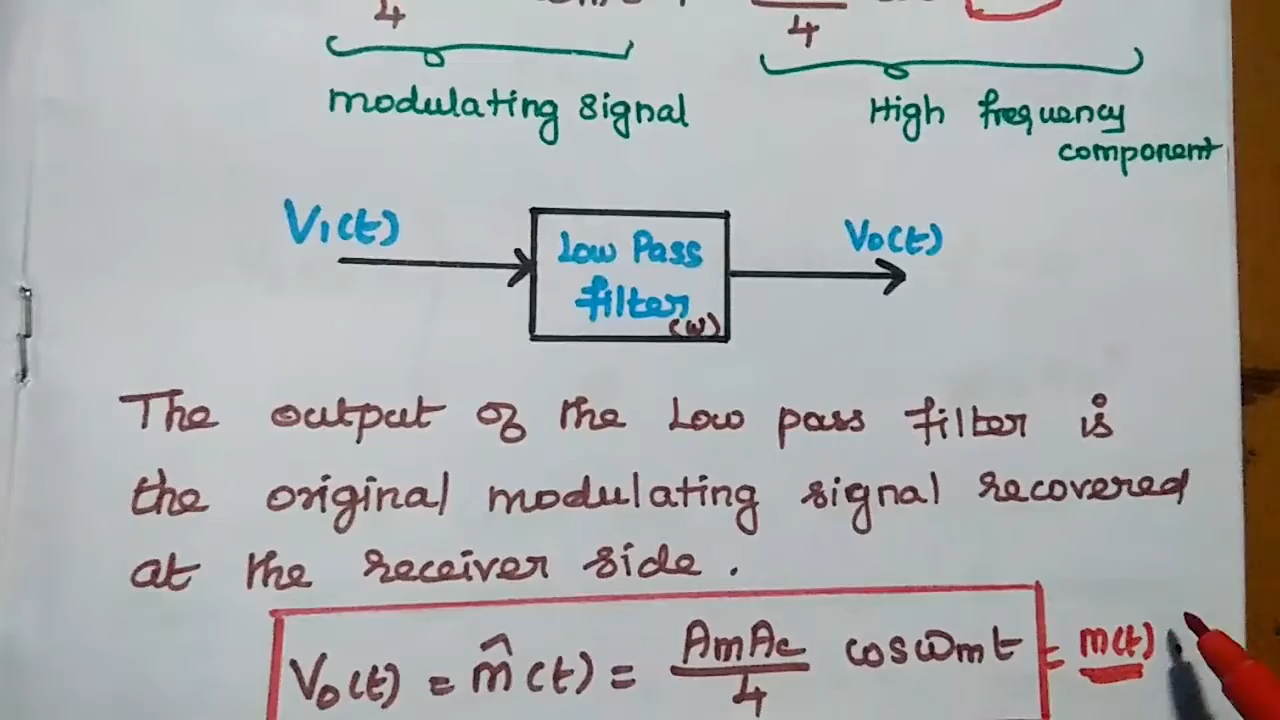 4 4
modulating signal High frequency
component
V1(t) Low Pass Vo(t)
filter
(W)
The output of the Low pass filter is
the original modulating signal recovered
at the receiver side.
Vo(t) = m̂(t) = AmAc/4 cosωmt = m(t)